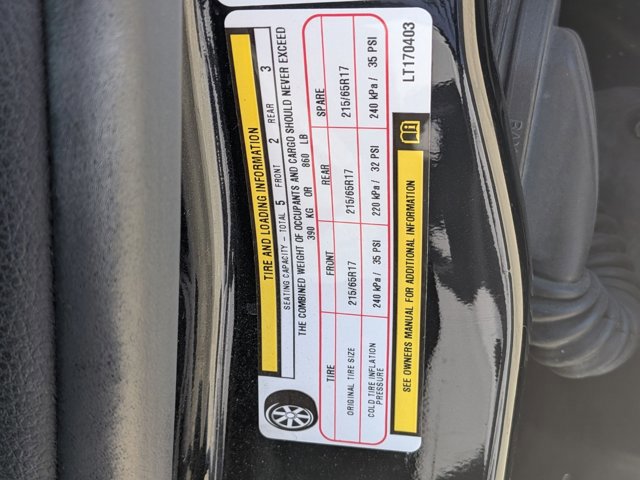 TIRE AND LOADING INFORMATION
SEATING CAPACITY - TOTAL 5 FRONT 2 REAR 3
THE COMBINED WEIGHT OF OCCUPANTS AND CARGO SHOULD NEVER EXCEED
390 KG OR 860 LB
TIRE FRONT REAR SPARE
ORIGINAL TIRE SIZE 215/65R17 215/65R17 215/65R17
COLD TIRE INFLATION PRESSURE 240 kPa / 35 PSI 220 kPa / 32 PSI 240 kPa / 35 PSI
SEE OWNERS MANUAL FOR ADDITIONAL INFORMATION
LT170403